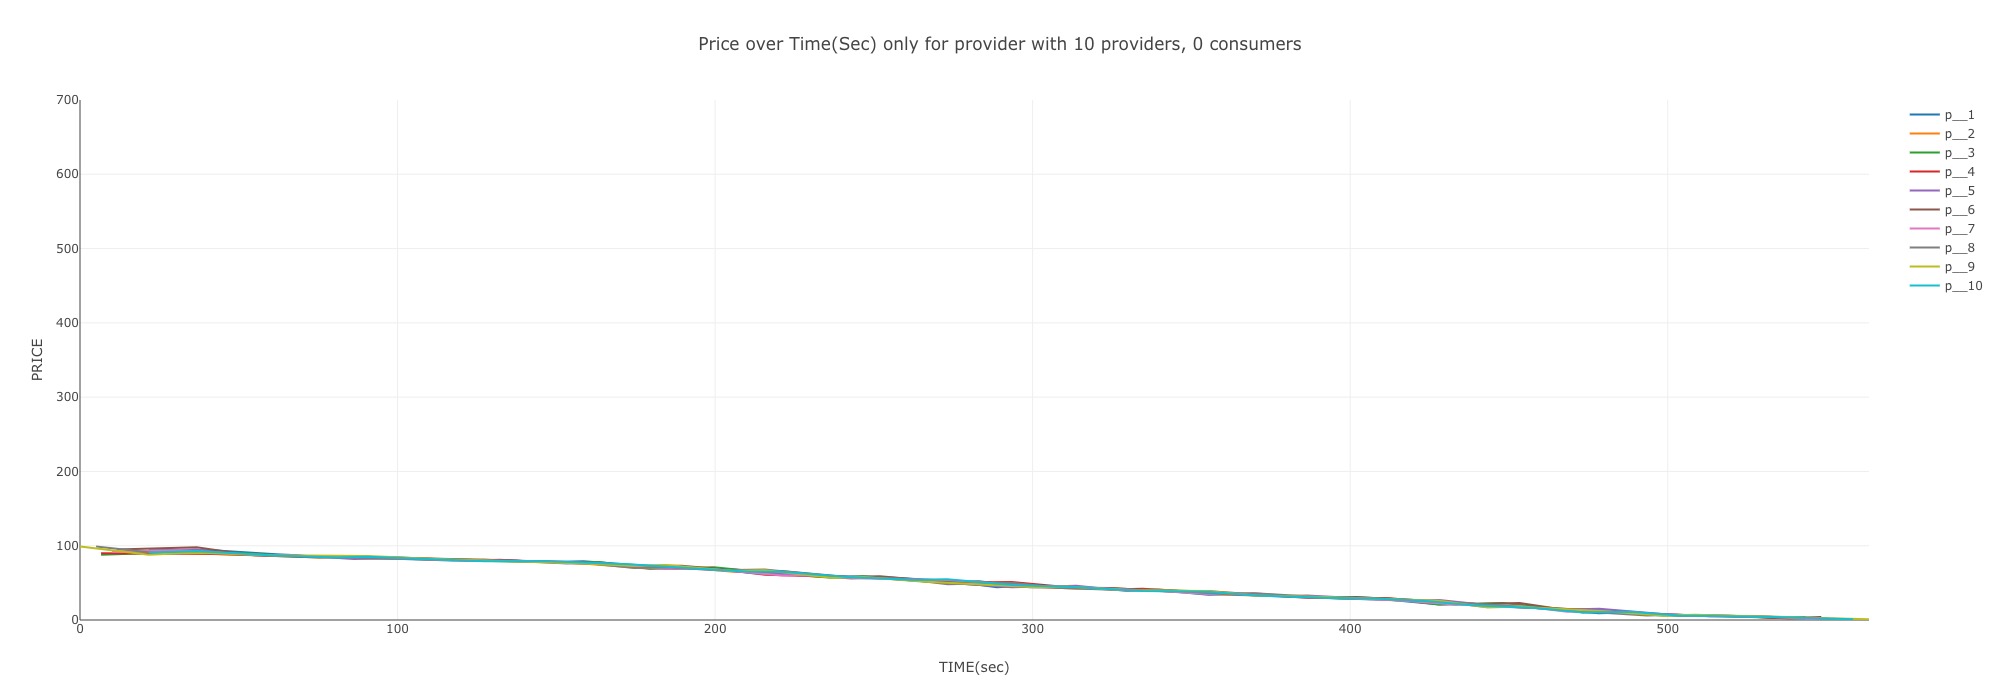 Price over Time(Sec) only for provider with 10 providers, 0 consumers
700
600
500
400
300
200
100
0
PRICE
0 100 200 300 400 500
TIME(sec)
p__1
p__2
p__3
p__4
p__5
p__6
p__7
p__8
p__9
p__10